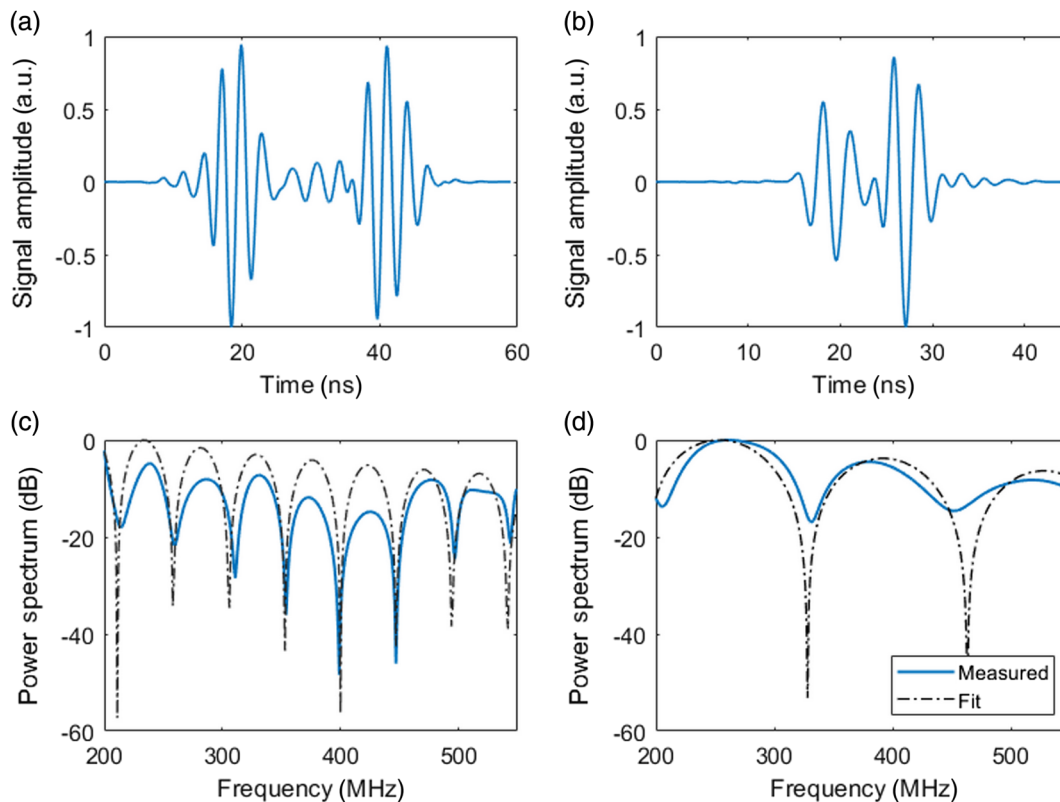 (a)
Signal amplitude (a.u.)
1
0.5
0
-0.5
-1
0 20 40 60
Time (ns)
(b)
Signal amplitude (a.u.)
1
0.5
0
-0.5
-1
0 10 20 30 40
Time (ns)
(c)
Power spectrum (dB)
0
-20
-40
-60
200 300 400 500
Frequency (MHz)
(d)
Power spectrum (dB)
0
-20
-40
-60
200 300 400 500
Frequency (MHz)
Measured
Fit